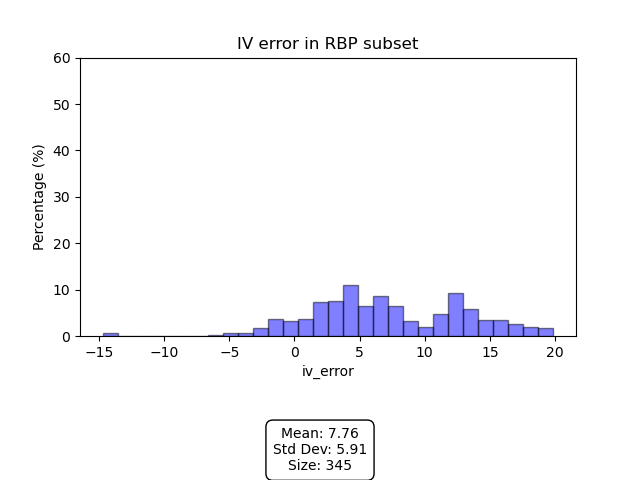 IV error in RBP subset
60
50
40
30
20
10
0
Percentage (%)
−15 −10 −5 0 5 10 15 20
iv_error
Mean: 7.76
Std Dev: 5.91
Size: 345